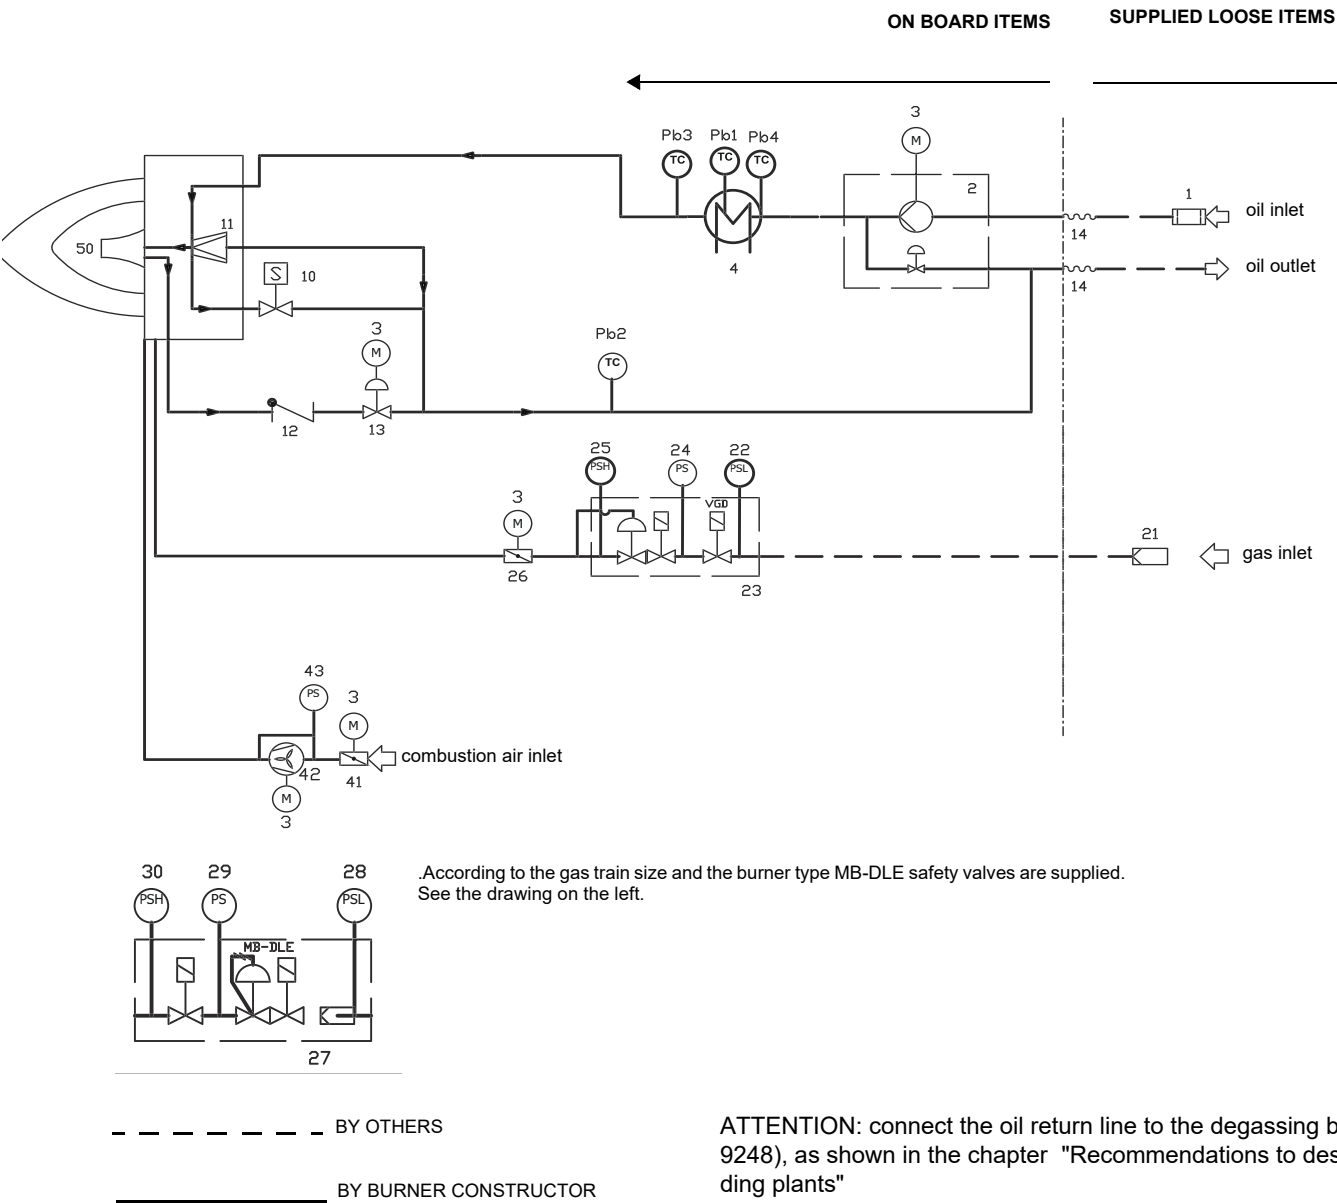 ON BOARD ITEMS
SUPPLIED LOOSE ITEMS
3
M
Pb3
Pb1
Pb4
TC
TC
TC
2
1
oil inlet
14
4
oil outlet
14
11
50
S
10
3
M
Pb2
TC
12
13
25
24
22
PSH
PS
PSL
VGD
3
M
26
23
21
gas inlet
43
PS
3
M
combustion air inlet
42
41
M
3
30
29
28
PSH
PS
PSL
MB-DLE
27
.According to the gas train size and the burner type MB-DLE safety valves are supplied.
See the drawing on the left.
BY OTHERS
BY BURNER CONSTRUCTOR
ATTENTION: connect the oil return line to the degassing b
9248), as shown in the chapter "Recommendations to des
ding plants"